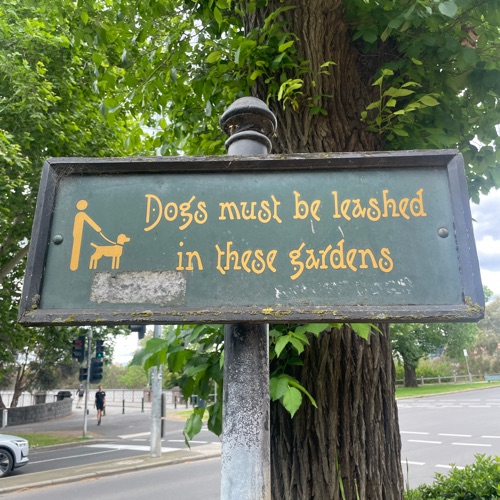 Dogs must be leashed
in these gardens